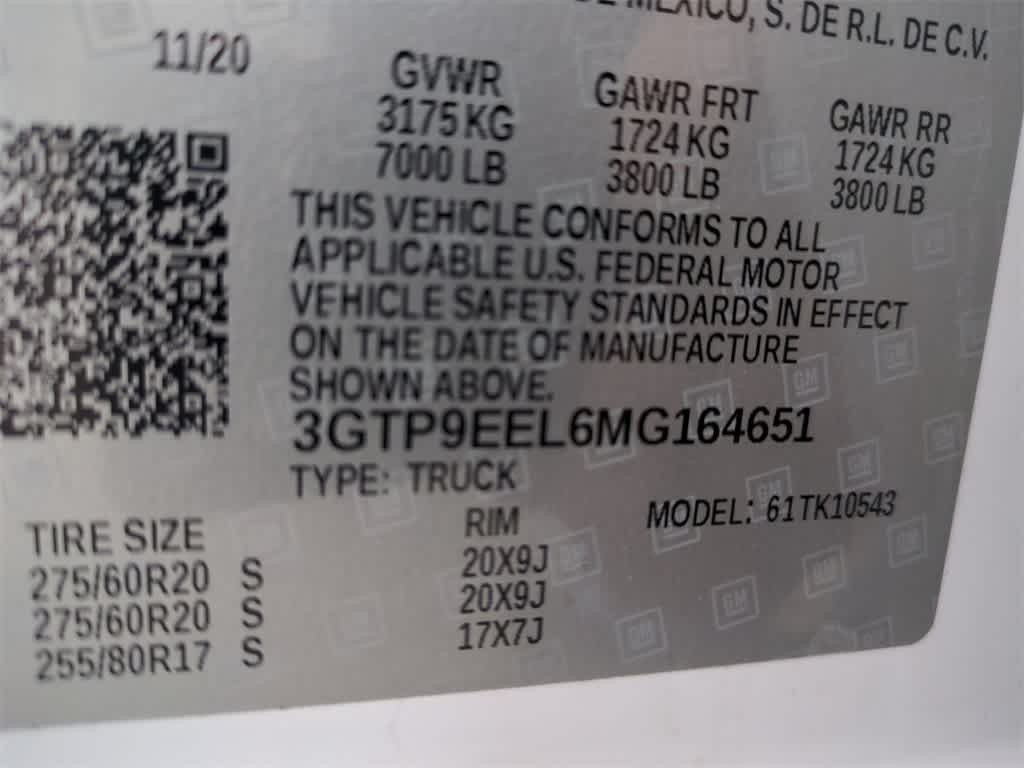 DE MEXICO, S. DE R.L. DE C.V.
11/20
GVWR GAWR FRT GAWR RR
3175 KG 1724 KG 1724 KG
7000 LB 3800 LB 3800 LB
THIS VEHICLE CONFORMS TO ALL
APPLICABLE U.S. FEDERAL MOTOR
VEHICLE SAFETY STANDARDS IN EFFECT
ON THE DATE OF MANUFACTURE
SHOWN ABOVE.
3GTP9EEL6MG164651
TYPE: TRUCK
MODEL: 61TK10543
TIRE SIZE RIM
275/60R20 S 20X9J
275/60R20 S 20X9J
255/80R17 S 17X7J